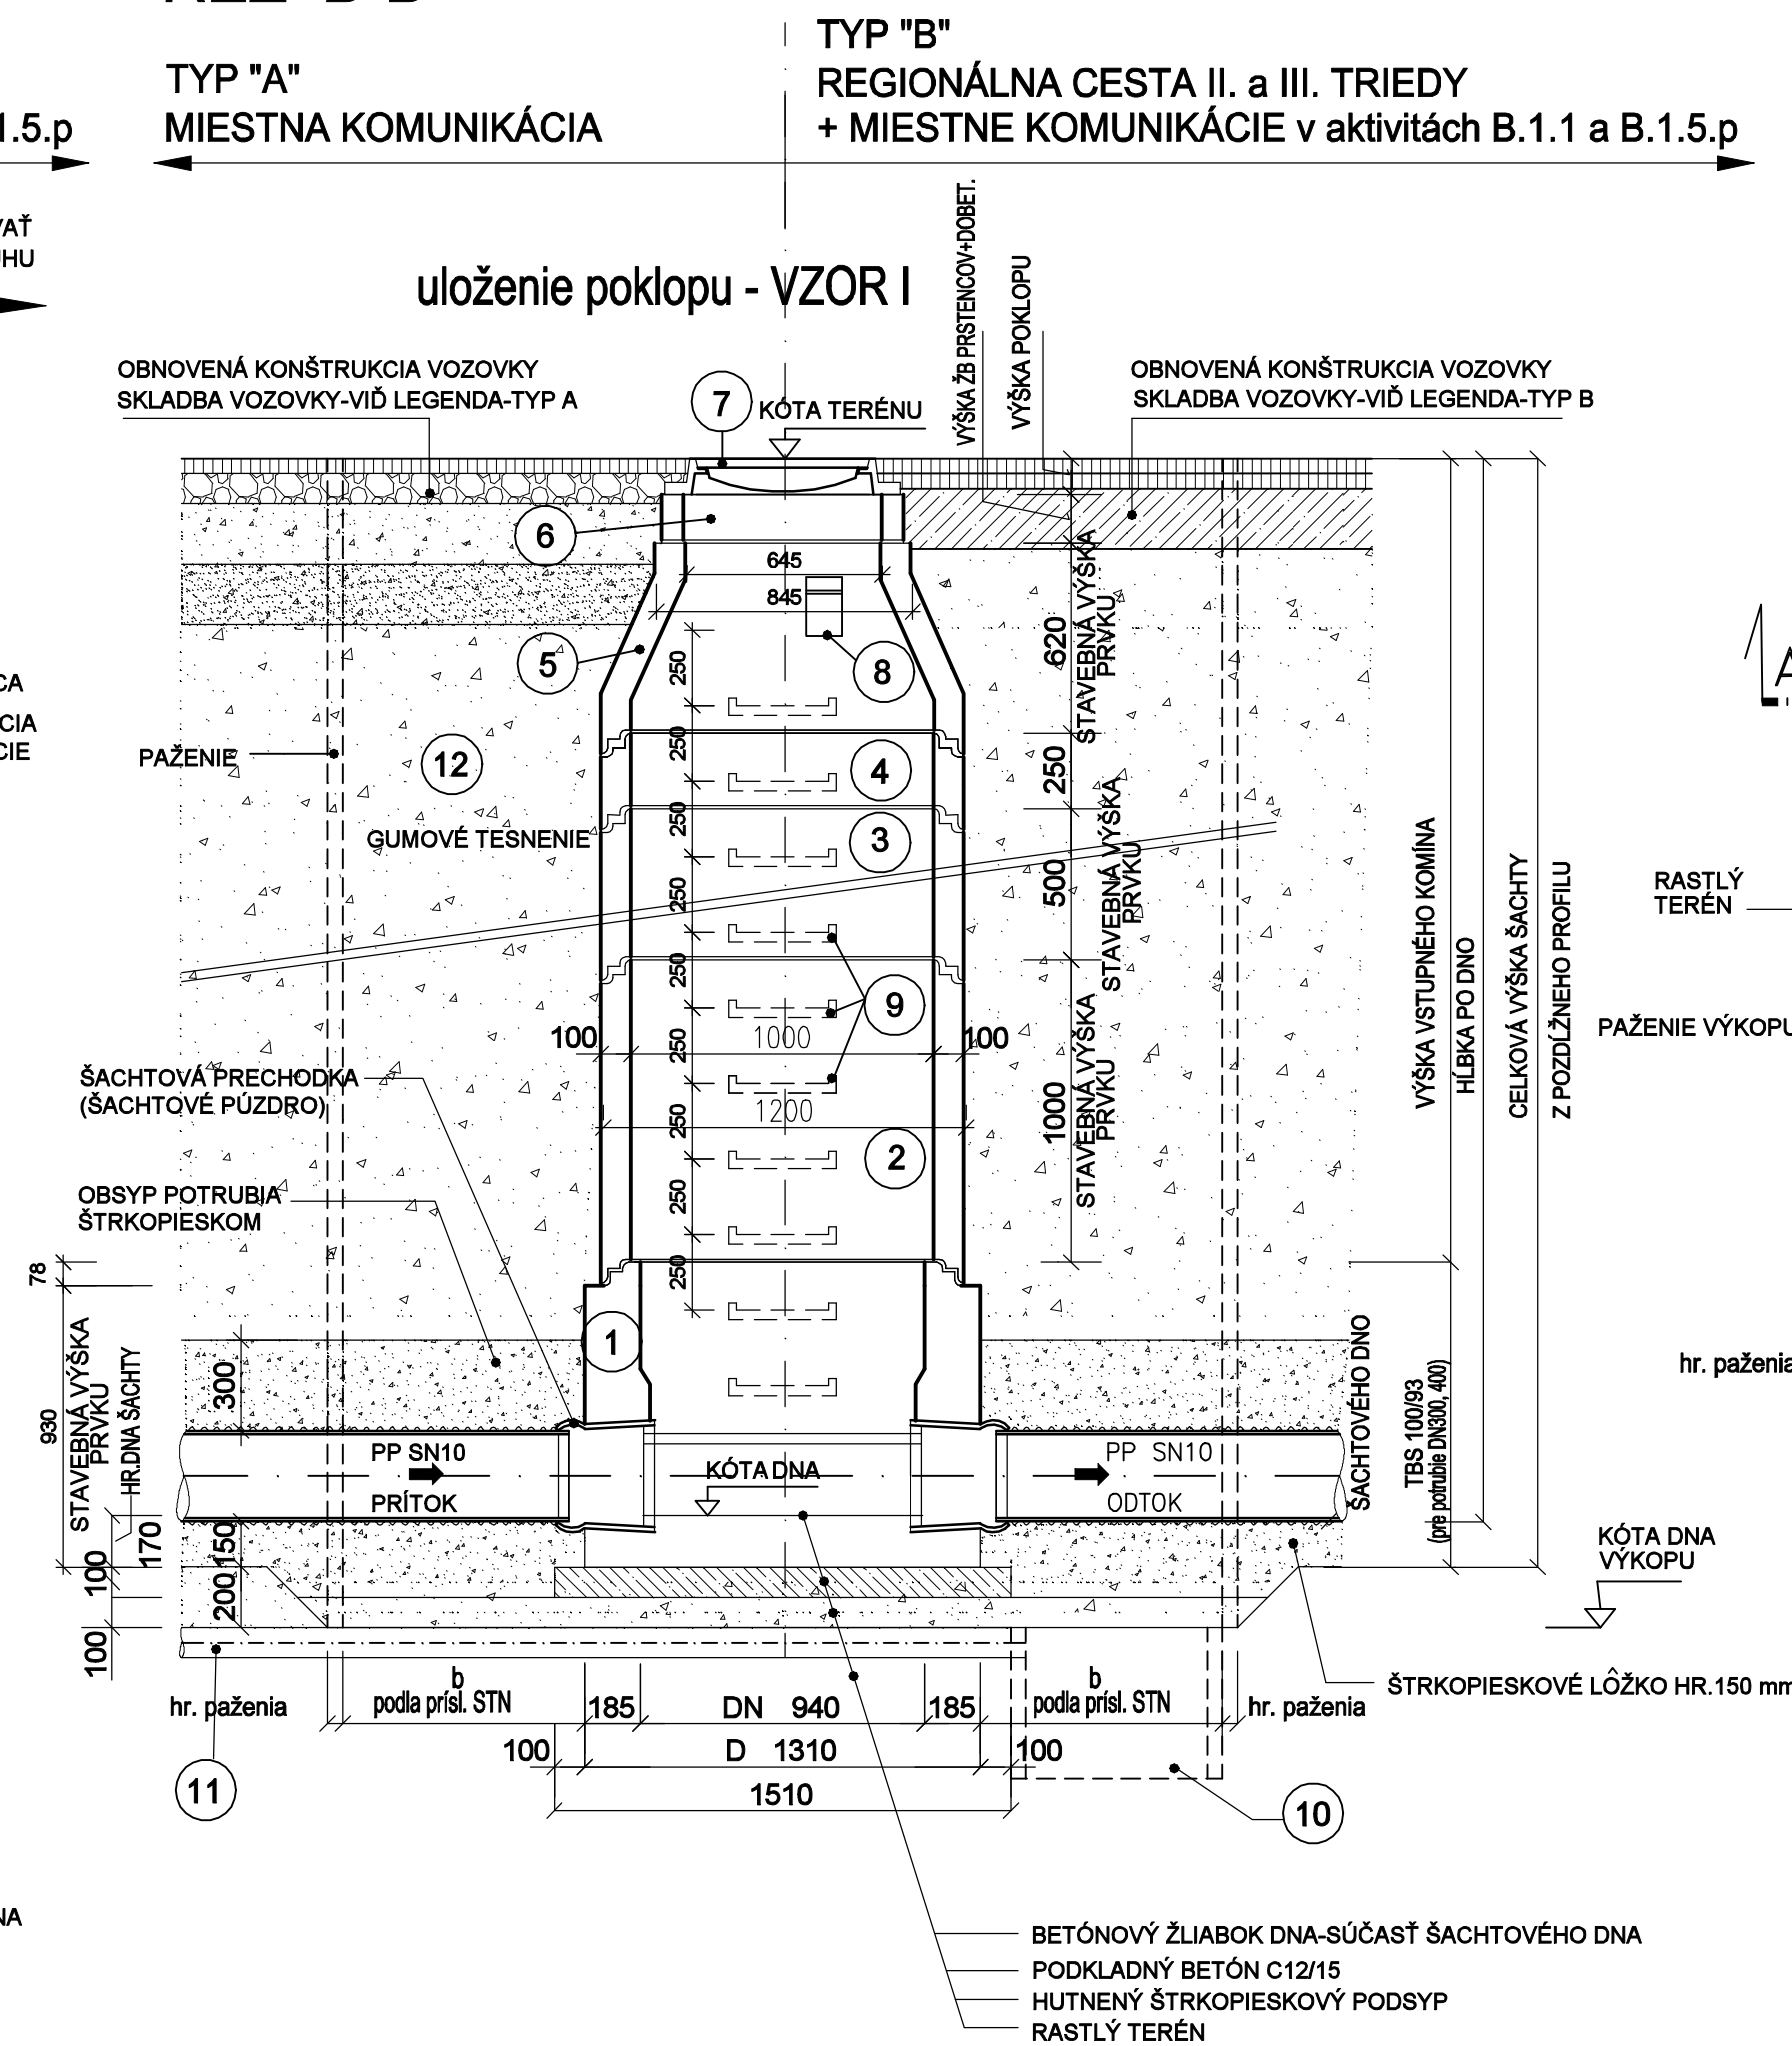 TYP "A"
MIESTNA KOMUNIKÁCIA
TYP "B"
REGIONÁLNA CESTA II. a III. TRIEDY
+ MIESTNE KOMUNIKÁCIE v aktivitách B.1.1 a B.1.5.p
1.5.p
uloženie poklopu - VZOR I
VÝŠKA ŽB PRSTENCOV+DOBET.
VÝŠKA POKLOPU
OBNOVENÁ KONŠTRUKCIA VOZOVKY
SKLADBA VOZOVKY-VIĎ LEGENDA-TYP A
7
KÓTA TERÉNU
OBNOVENÁ KONŠTRUKCIA VOZOVKY
SKLADBA VOZOVKY-VIĎ LEGENDA-TYP B
6
645
845
5
8
620
STAVEBNÁ VÝŠKA
PRVKU
250
PAŽENIE
12
4
250
250
STAVEBNÁ VÝŠKA
PRVKU
GUMOVÉ TESNENIE
3
250
500
250
STAVEBNÁ VÝŠKA
PRVKU
250
9
100
1000
100
250
1200
250
1000
2
250
250
VÝŠKA VSTUPNÉHO KOMÍNA
HĹBKA PO DNO
CELKOVÁ VÝŠKA ŠACHTY
Z POZDĹŽNEHO PROFILU
RASTLÝ
TERÉN
PAŽENIE VÝKOPU
ŠACHTOVÁ PRECHODKA
(ŠACHTOVÉ PÚZDRO)
OBSYP POTRUBIA
ŠTRKOPIESKOM
78
930
STAVEBNÁ VÝŠKA
PRVKU
HR.DNA ŠACHTY
300
1
PP SN10
PRÍTOK
KÓTA DNA
PP SN10
ODTOK
ŠACHTOVÉHO DNO
TBS 100/93
(pre potrubie DN300, 400)
hr. paženia
170
150
100
200
100
KÓTA DNA
VÝKOPU
ŠTRKOPIESKOVÉ LÔŽKO HR.150 mm
hr. paženia
b
podla prísl. STN
185
DN 940
185
b
podla prísl. STN
hr. paženia
100
D 1310
100
1510
11
10
BETÓNOVÝ ŽLIABOK DNA-SÚČASŤ ŠACHTOVÉHO DNA
PODKLADNÝ BETÓN C12/15
HUTNENÝ ŠTRKOPIESKOVÝ PODSYP
RASTLÝ TERÉN